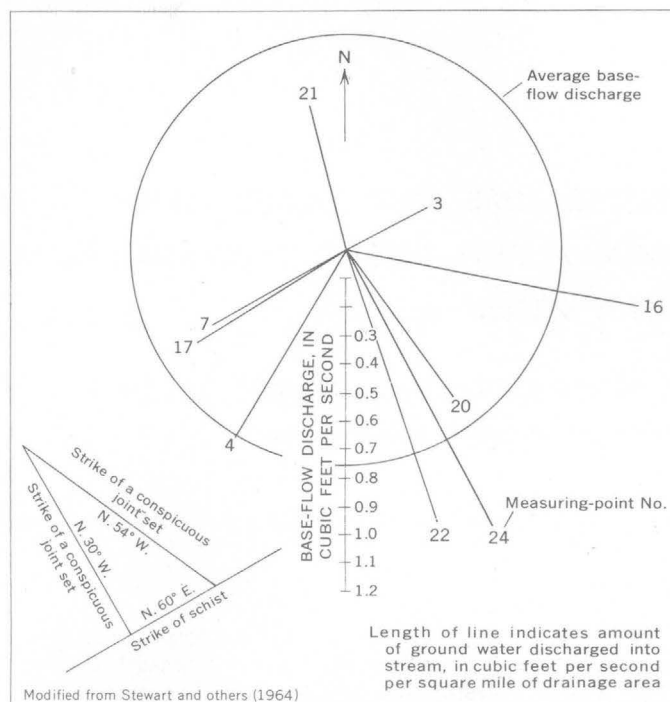 N
21
Average base-
flow discharge
3
16
7
17
4
20
22
24
Measuring-point No.
BASE-FLOW DISCHARGE, IN
CUBIC FEET PER SECOND
0.3
0.4
0.5
0.6
0.7
0.8
0.9
1.0
1.1
1.2
Strike of a conspicuous
joint set
N. 54° W.
Strike of a conspicuous
joint set
N. 30° W.
N. 60° E.
Strike of schist
Length of line indicates amount
of ground water discharged into
stream, in cubic feet per second
per square mile of drainage area
Modified from Stewart and others (1964)